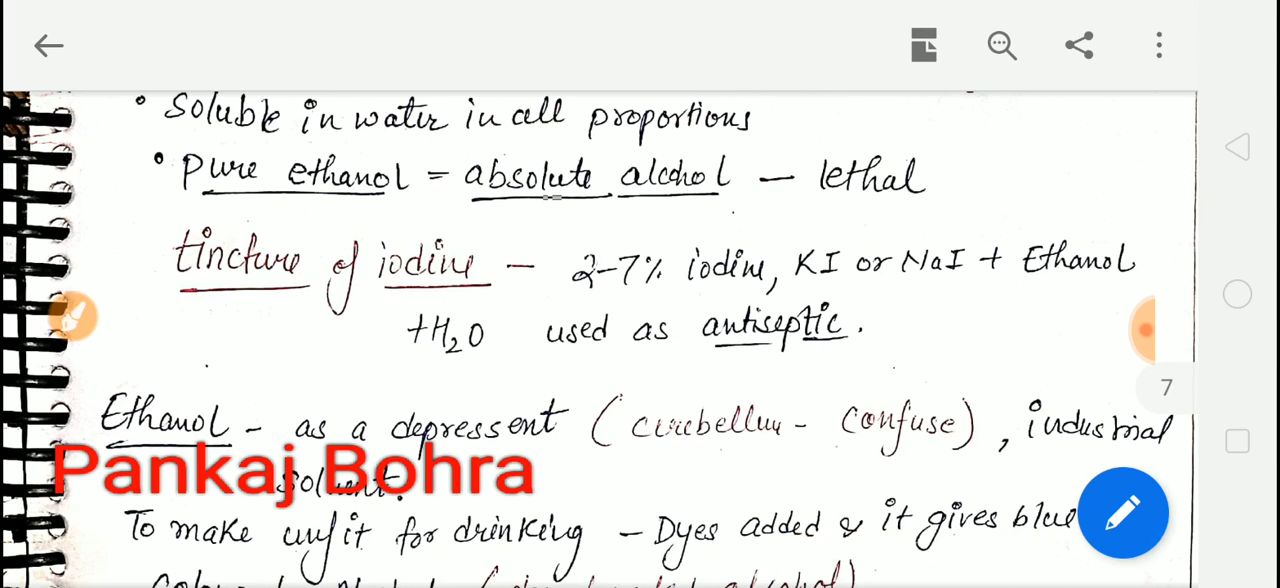 • Soluble in water in all proportions
• Pure ethanol = absolute alcohol — lethal
tincture of iodine — 2-7% iodine, KI or NaI + Ethanol
+H₂O used as antiseptic.
7
Ethanol - as a depressent (cerebellum - confuse), industrial
Pankaj Bohra
solvent.
To make unfit for drinking — Dyes added & it gives blue